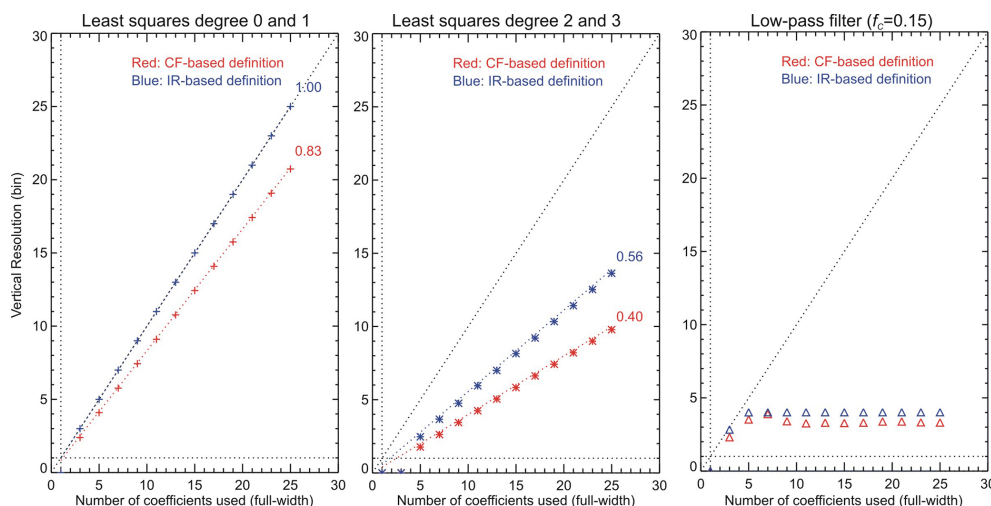 Least squares degree 0 and 1
Vertical Resolution (bin)
30
25
20
15
10
5
0
Red: CF-based definition
Blue: IR-based definition
1.00
0.83
0 5 10 15 20 25 30
Number of coefficients used (full-width)
Least squares degree 2 and 3
30
25
20
15
10
5
0
Red: CF-based definition
Blue: IR-based definition
0.56
0.40
0 5 10 15 20 25 30
Number of coefficients used (full-width)
Low-pass filter (fc=0.15)
30
25
20
15
10
5
0
Red: CF-based definition
Blue: IR-based definition
0 5 10 15 20 25 30
Number of coefficients used (full-width)